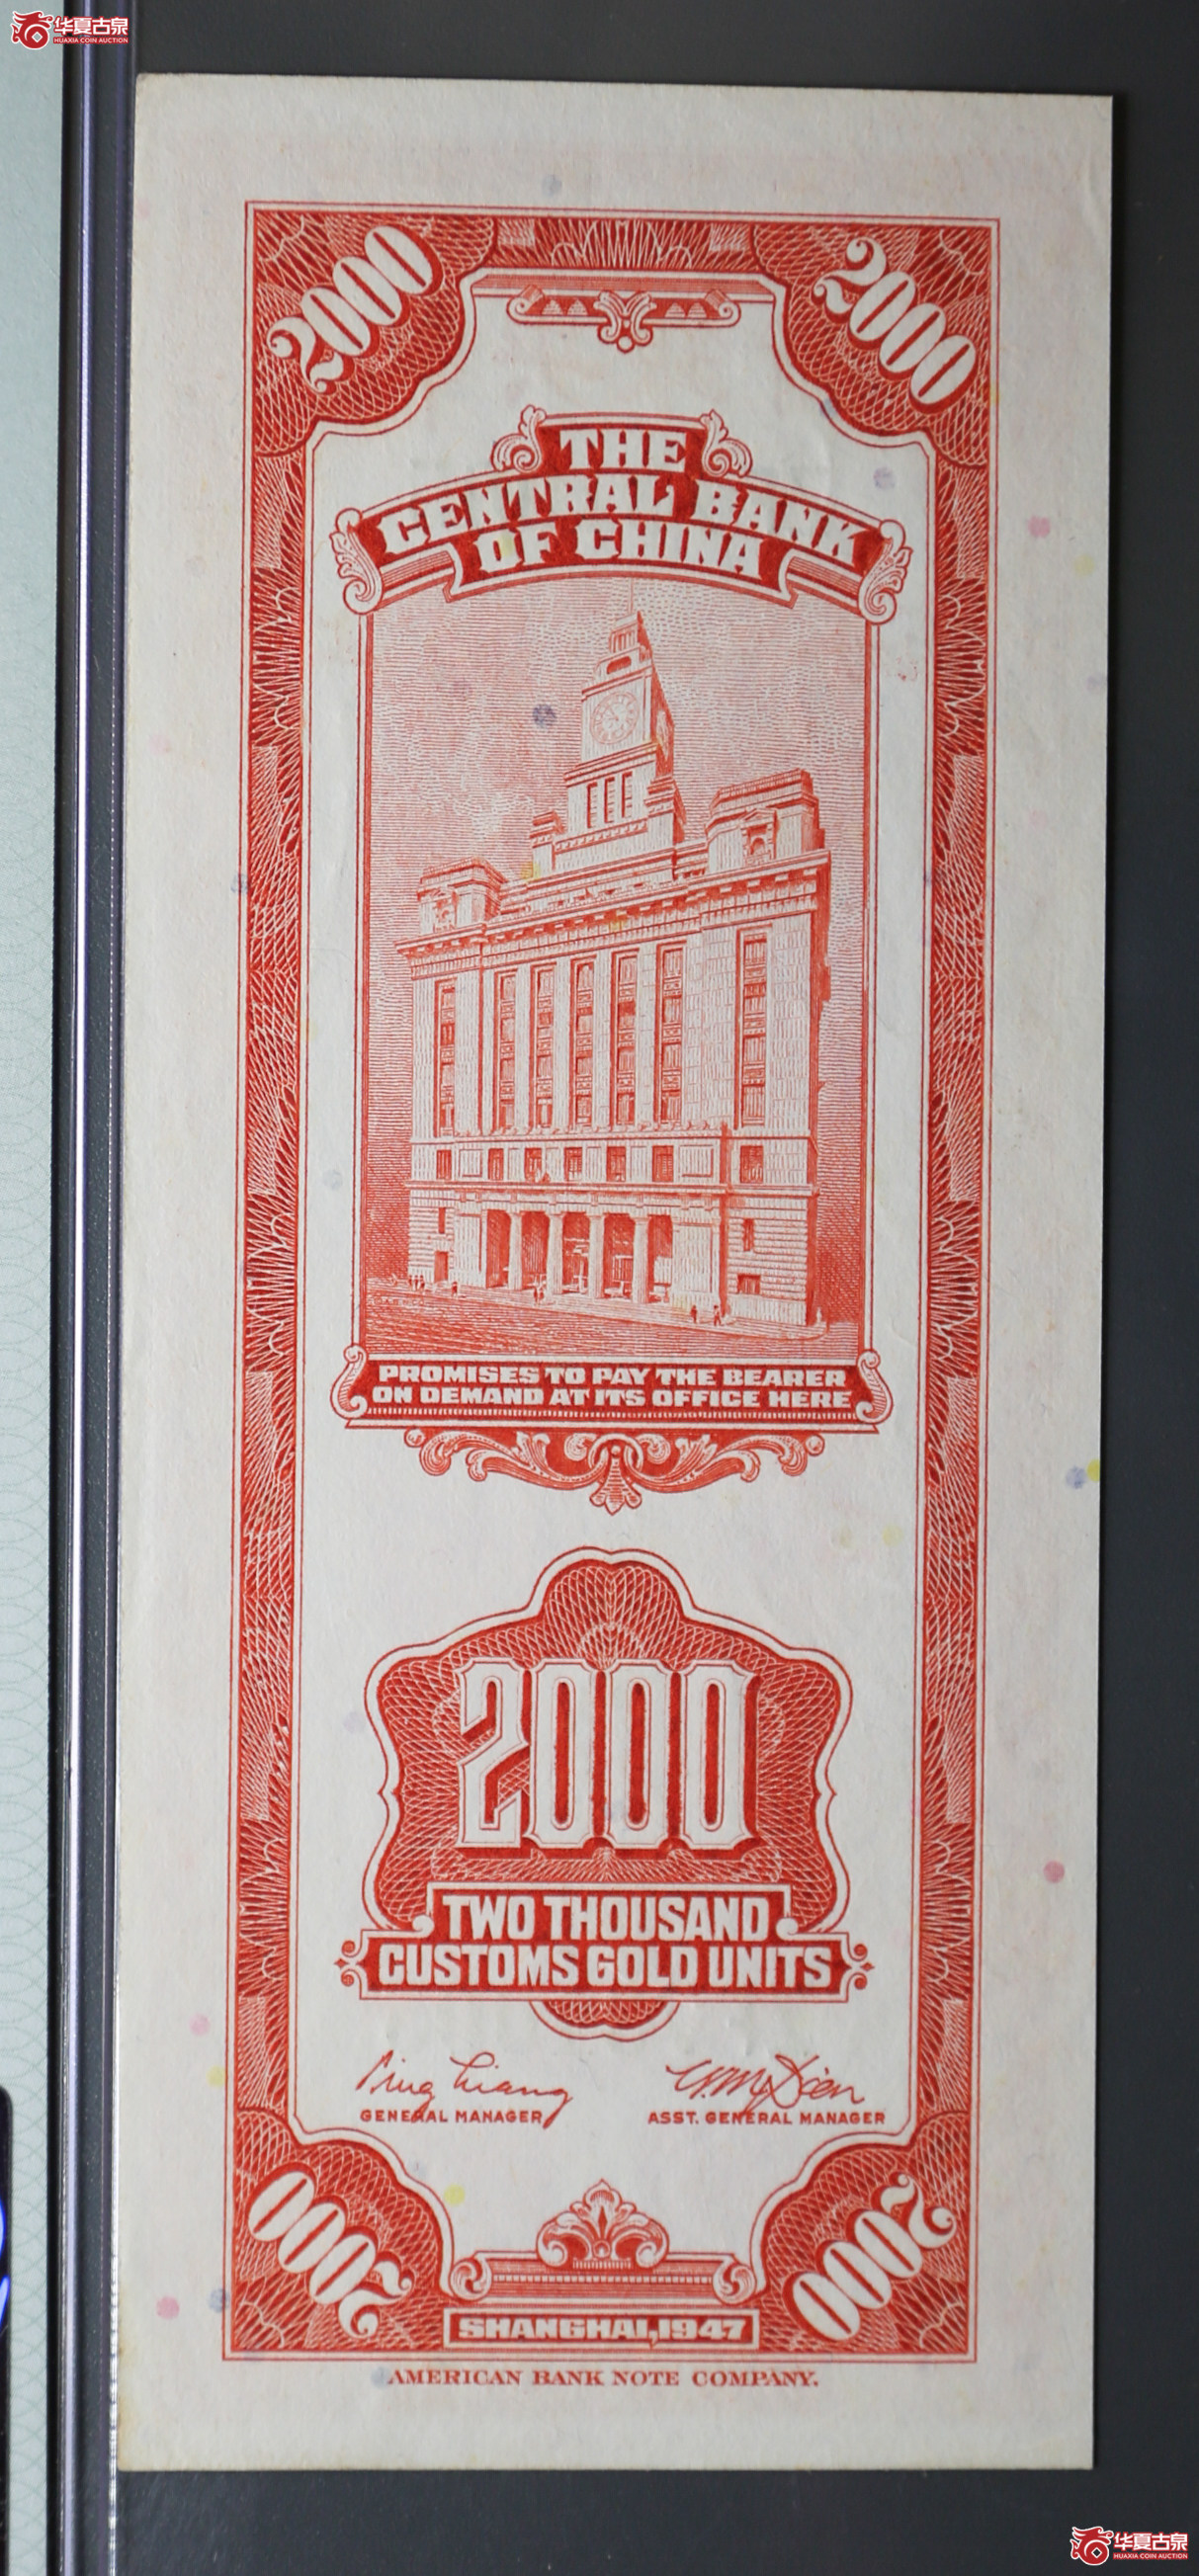 华夏古泉
HUAXIA COIN AUCTION
2000
2000
THE
CENTRAL BANK
OF CHINA
PROMISES TO PAY THE BEARER
ON DEMAND AT ITS OFFICE HERE
2000
TWO THOUSAND
CUSTOMS GOLD UNITS
GENERAL MANAGER
ASST. GENERAL MANAGER
2000
2000
SHANGHAI, 1947
AMERICAN BANK NOTE COMPANY.
华夏古泉
HUAXIA COIN AUCTION